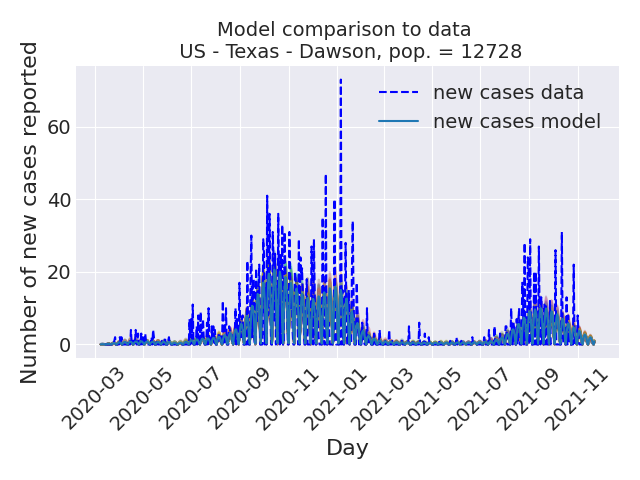 Model comparison to data
US - Texas - Dawson, pop. = 12728
new cases data
new cases model
Number of new cases reported
60
40
20
0
2020-03
2020-05
2020-07
2020-09
2020-11
2021-01
2021-03
2021-05
2021-07
2021-09
2021-11
Day